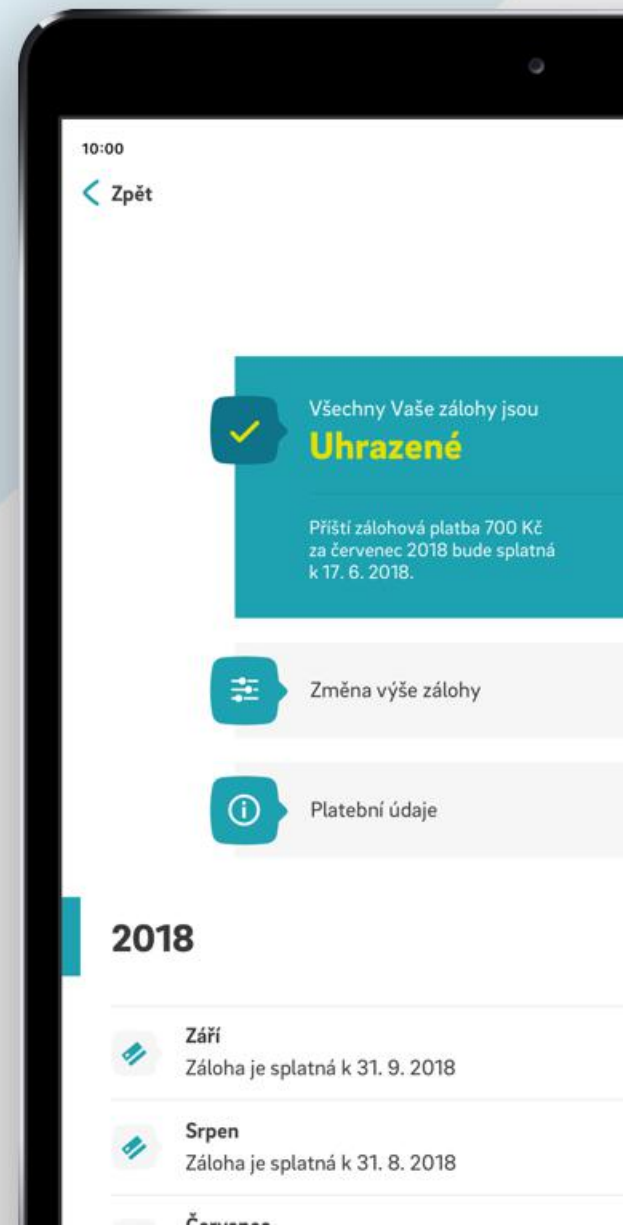 10:00
Zpět
Všechny Vaše zálohy jsou
Uhrazené
Příští zálohová platba 700 Kč
za červenec 2018 bude splatná
k 17. 6. 2018.
Změna výše zálohy
Platební údaje
2018
Září
Záloha je splatná k 31. 9. 2018
Srpen
Záloha je splatná k 31. 8. 2018
Červenec